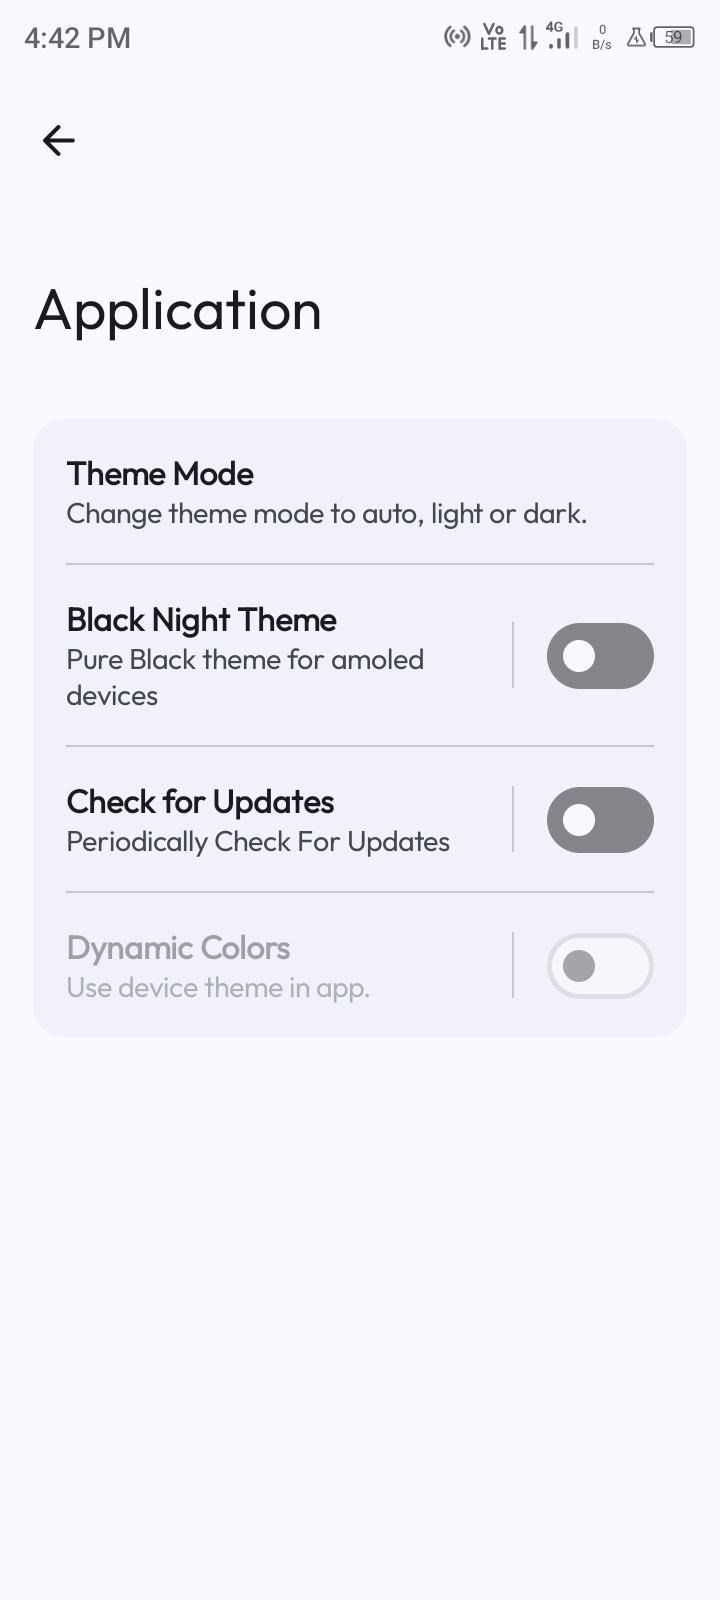 4:42 PM
Vo
LTE
4G
0
B/s
59
Application
Theme Mode
Change theme mode to auto, light or dark.
Black Night Theme
Pure Black theme for amoled
devices
Check for Updates
Periodically Check For Updates
Dynamic Colors
Use device theme in app.